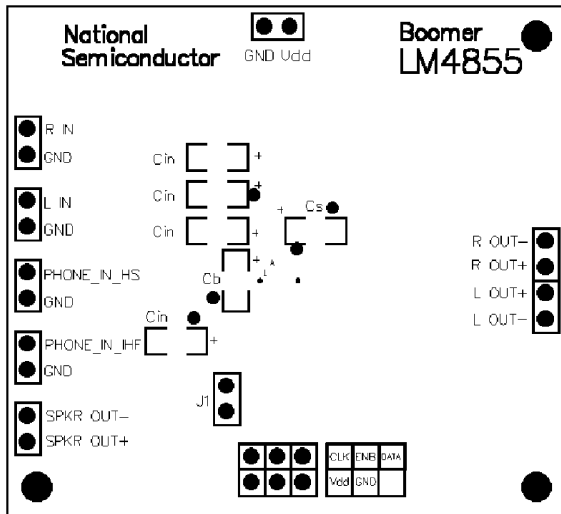 National
Semiconductor
Boomer
LM4855
GND Vdd
R IN
GND
L IN
GND
PHONE_IN_HS
GND
PHONE_IN_IHF
GND
SPKR OUT-
SPKR OUT+
Cin +
Cin +
Cin +
+ Cs
Cb +
Cin +
J1
R OUT-
R OUT+
L OUT+
L OUT-
CLK ENB DATA
Vdd GND